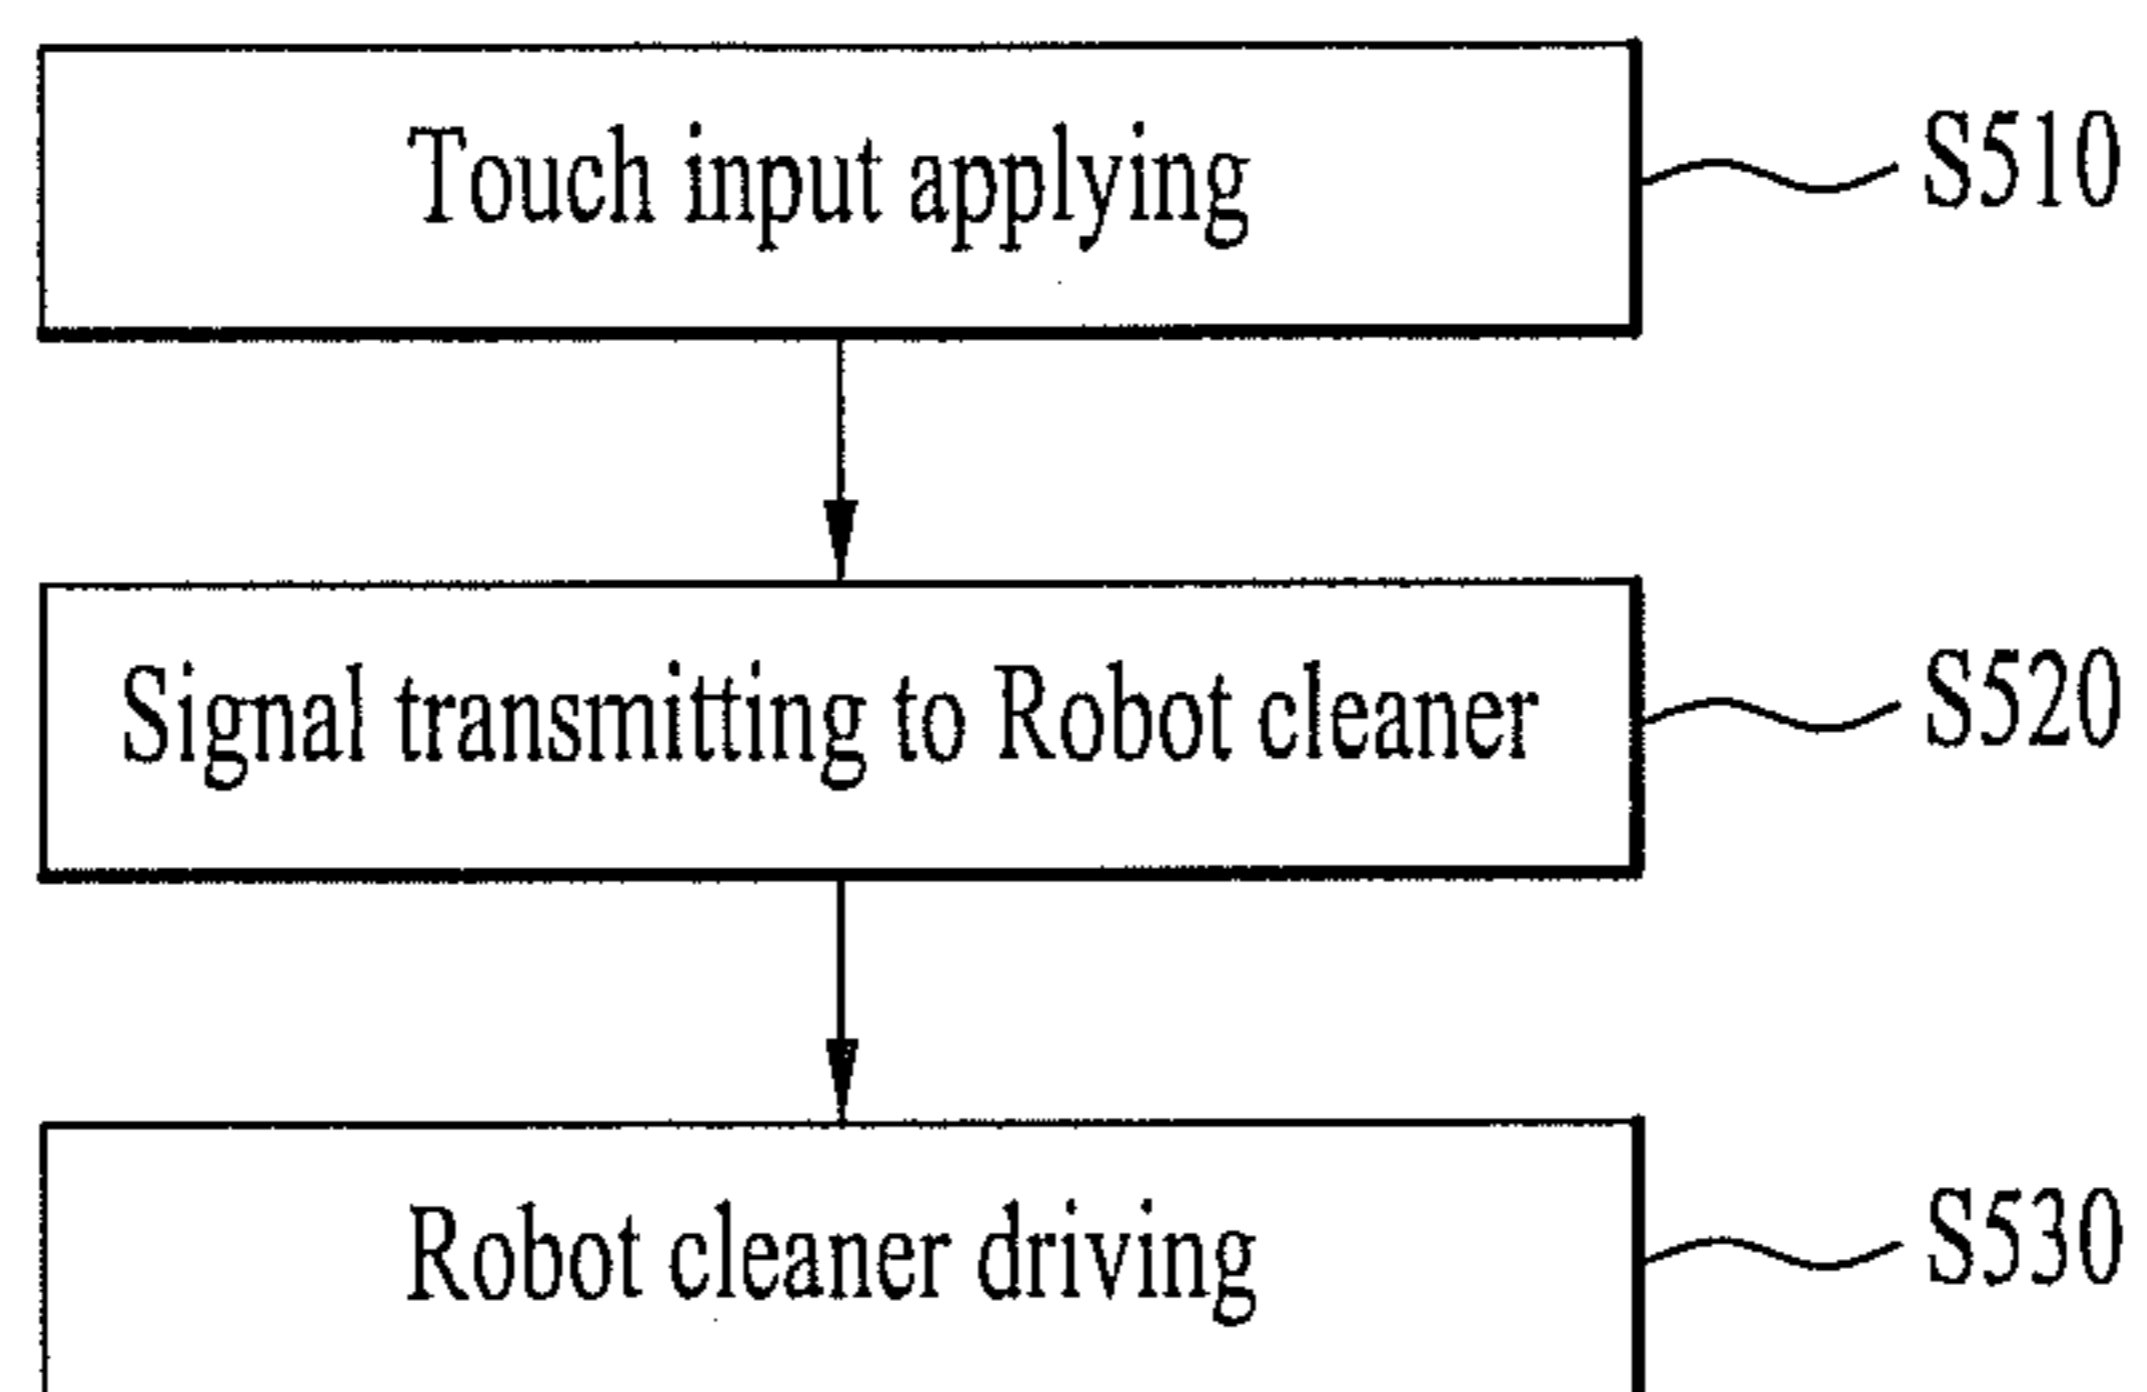 Touch input applying
S510
Signal transmitting to Robot cleaner
S520
Robot cleaner driving
S530